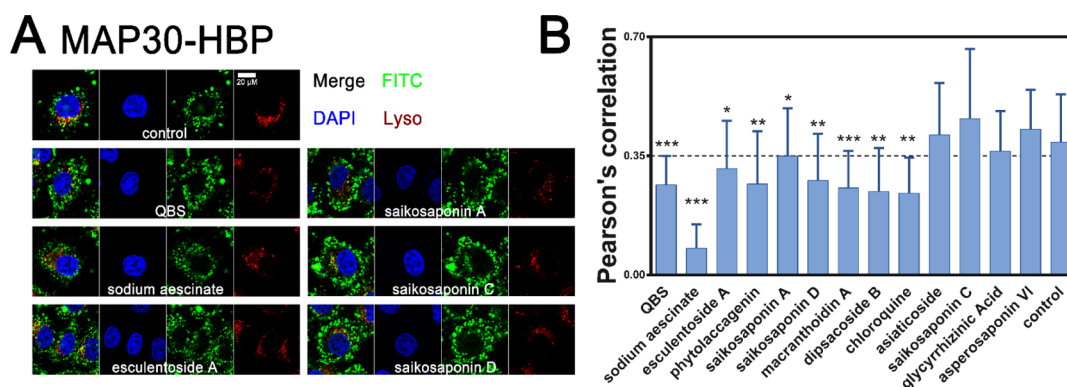 A MAP30-HBP
20 µM
Merge FITC
DAPI Lyso
control
QBS
saikosaponin A
sodium aescinate
saikosaponin C
esculentoside A
saikosaponin D
B
Pearson's correlation
0.70
0.35
0.00
***
***
*
**
*
**
***
**
**
QBS
sodium aescinate
esculentoside A
phytolaccagenin
saikosaponin A
saikosaponin D
macranthoidin A
dipsacoside B
chloroquine
asiaticoside
saikosaponin C
glycyrrhizinic Acid
asperosaponin VI
control